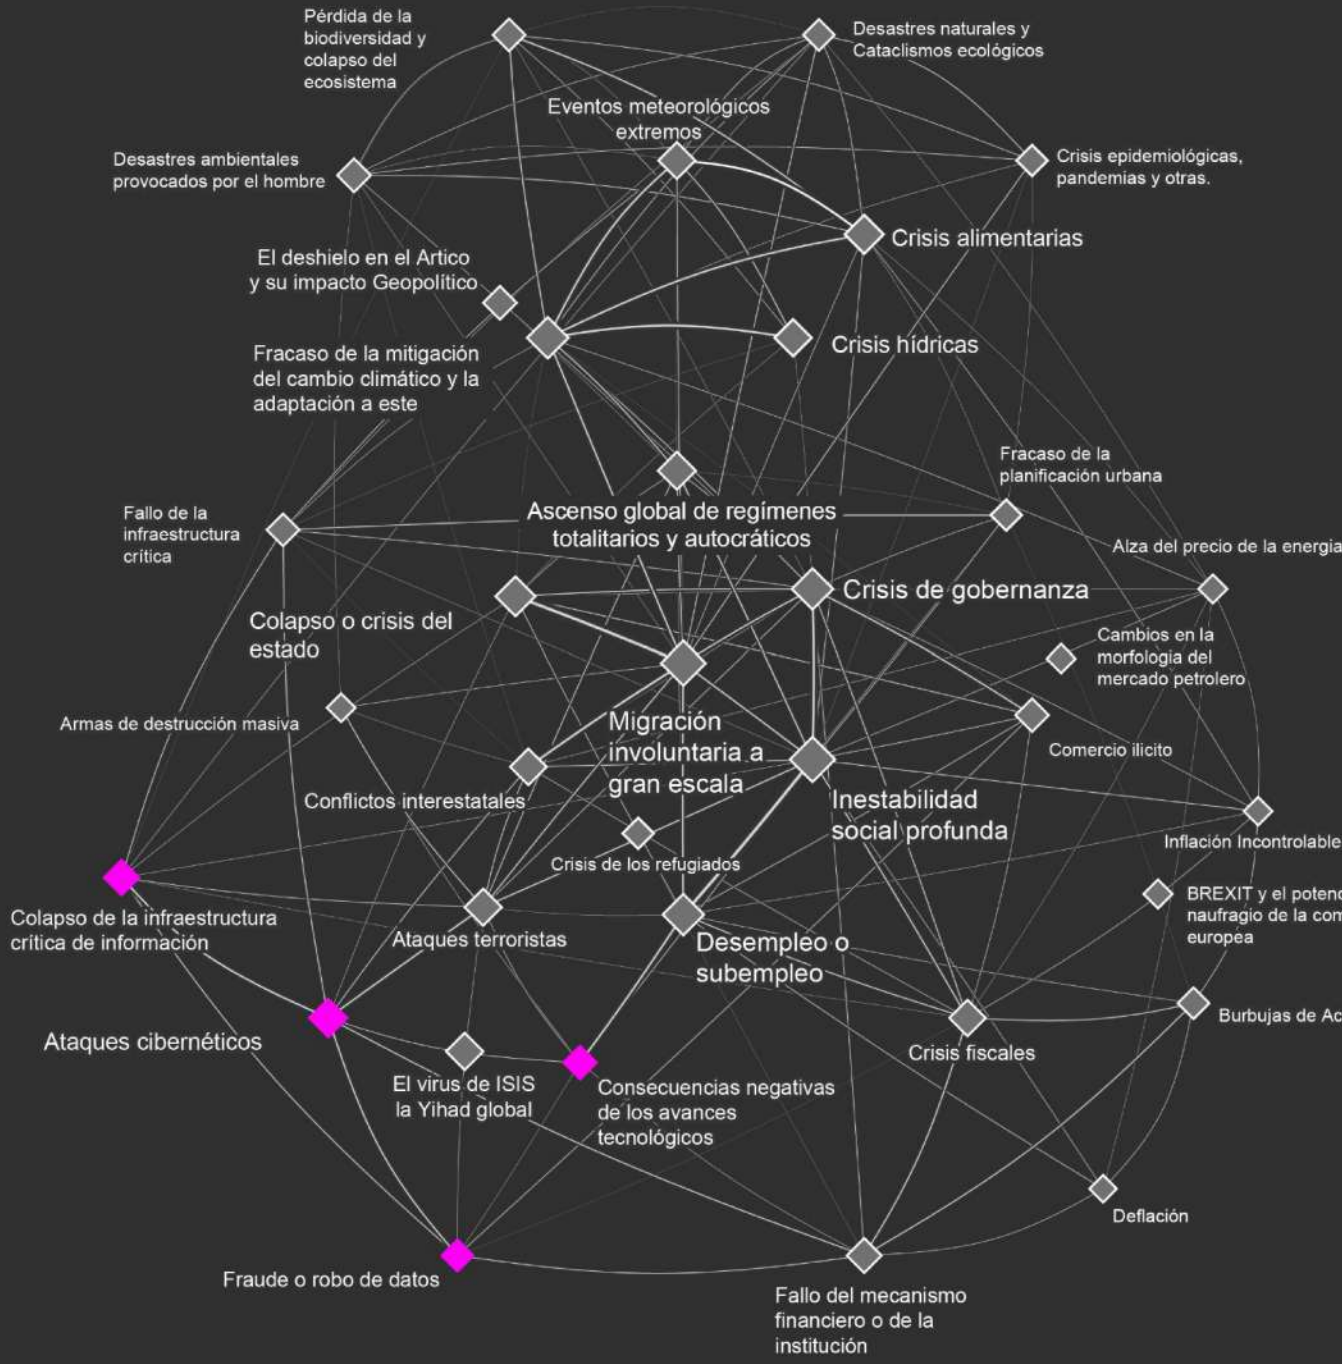 Pérdida de la
biodiversidad y
colapso del
ecosistema
Desastres naturales y
Cataclismos ecológicos
Eventos meteorológicos
extremos
Desastres ambientales
provocados por el hombre
Crisis epidemiológicas,
pandemias y otras.
Crisis alimentarias
El deshielo en el Artico
y su impacto Geopolítico
Crisis hídricas
Fracaso de la mitigación
del cambio climático y la
adaptación a este
Fracaso de la
planificación urbana
Fallo de la
infraestructura
crítica
Ascenso global de regímenes
totalitarios y autocráticos
Alza del precio de la energia
Crisis de gobernanza
Colapso o crisis del
estado
Cambios en la
morfologia del
mercado petrolero
Armas de destrucción masiva
Migración
involuntaria a
gran escala
Comercio ilicito
Conflictos interestatales
Inestabilidad
social profunda
Inflación Incontrolable
Crisis de los refugiados
BREXIT y el potenc
naufragio de la com
europea
Colapso de la infraestructura
crítica de información
Ataques terroristas
Desempleo o
subempleo
Burbujas de Ac
Ataques cibernéticos
Crisis fiscales
El virus de ISIS
la Yihad global
Consecuencias negativas
de los avances
tecnológicos
Deflación
Fraude o robo de datos
Fallo del mecanismo
financiero o de la
institución